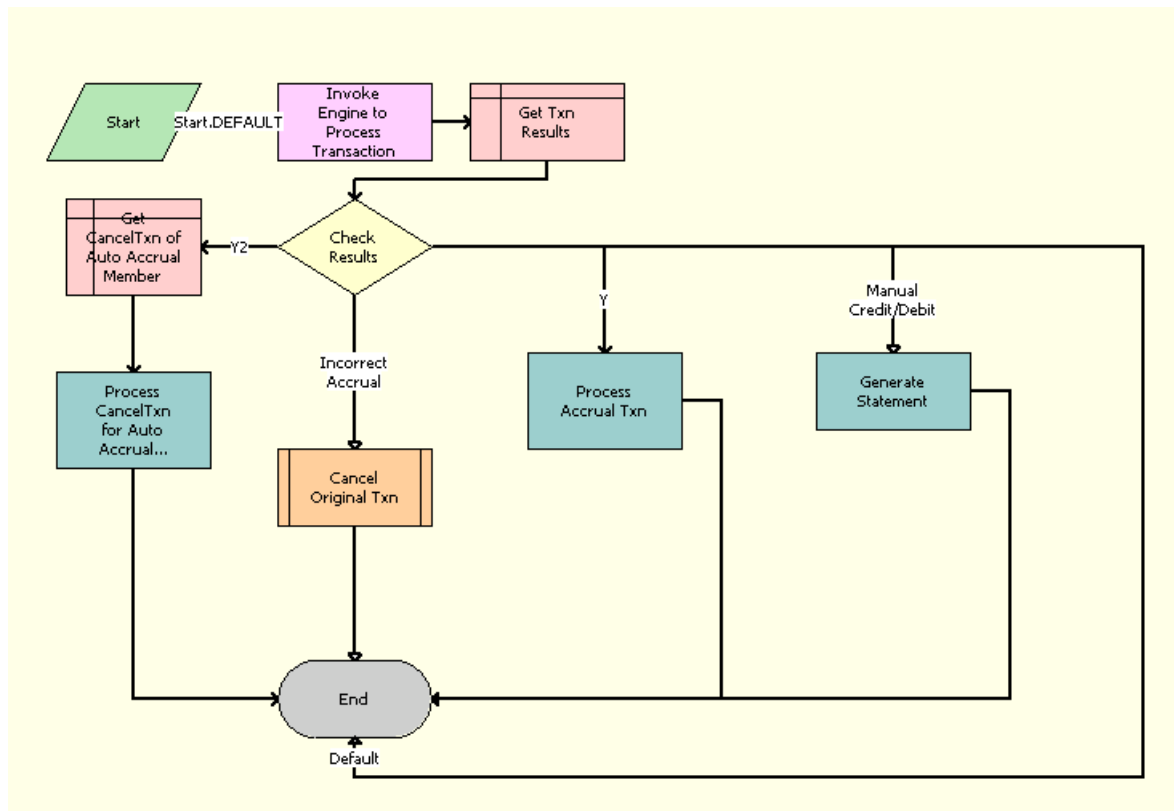 Start
Start.DEFAULT
Invoke
Engine to
Process
Transaction
Get Txn
Results
Get
CancelTxn of
Auto Accrual
Member
Y2
Check
Results
Y
Manual
Credit/Debit
Incorrect
Accrual
Process
CancelTxn
for Auto
Accrual...
Process
Accrual Txn
Generate
Statement
Cancel
Original Txn
End
Default